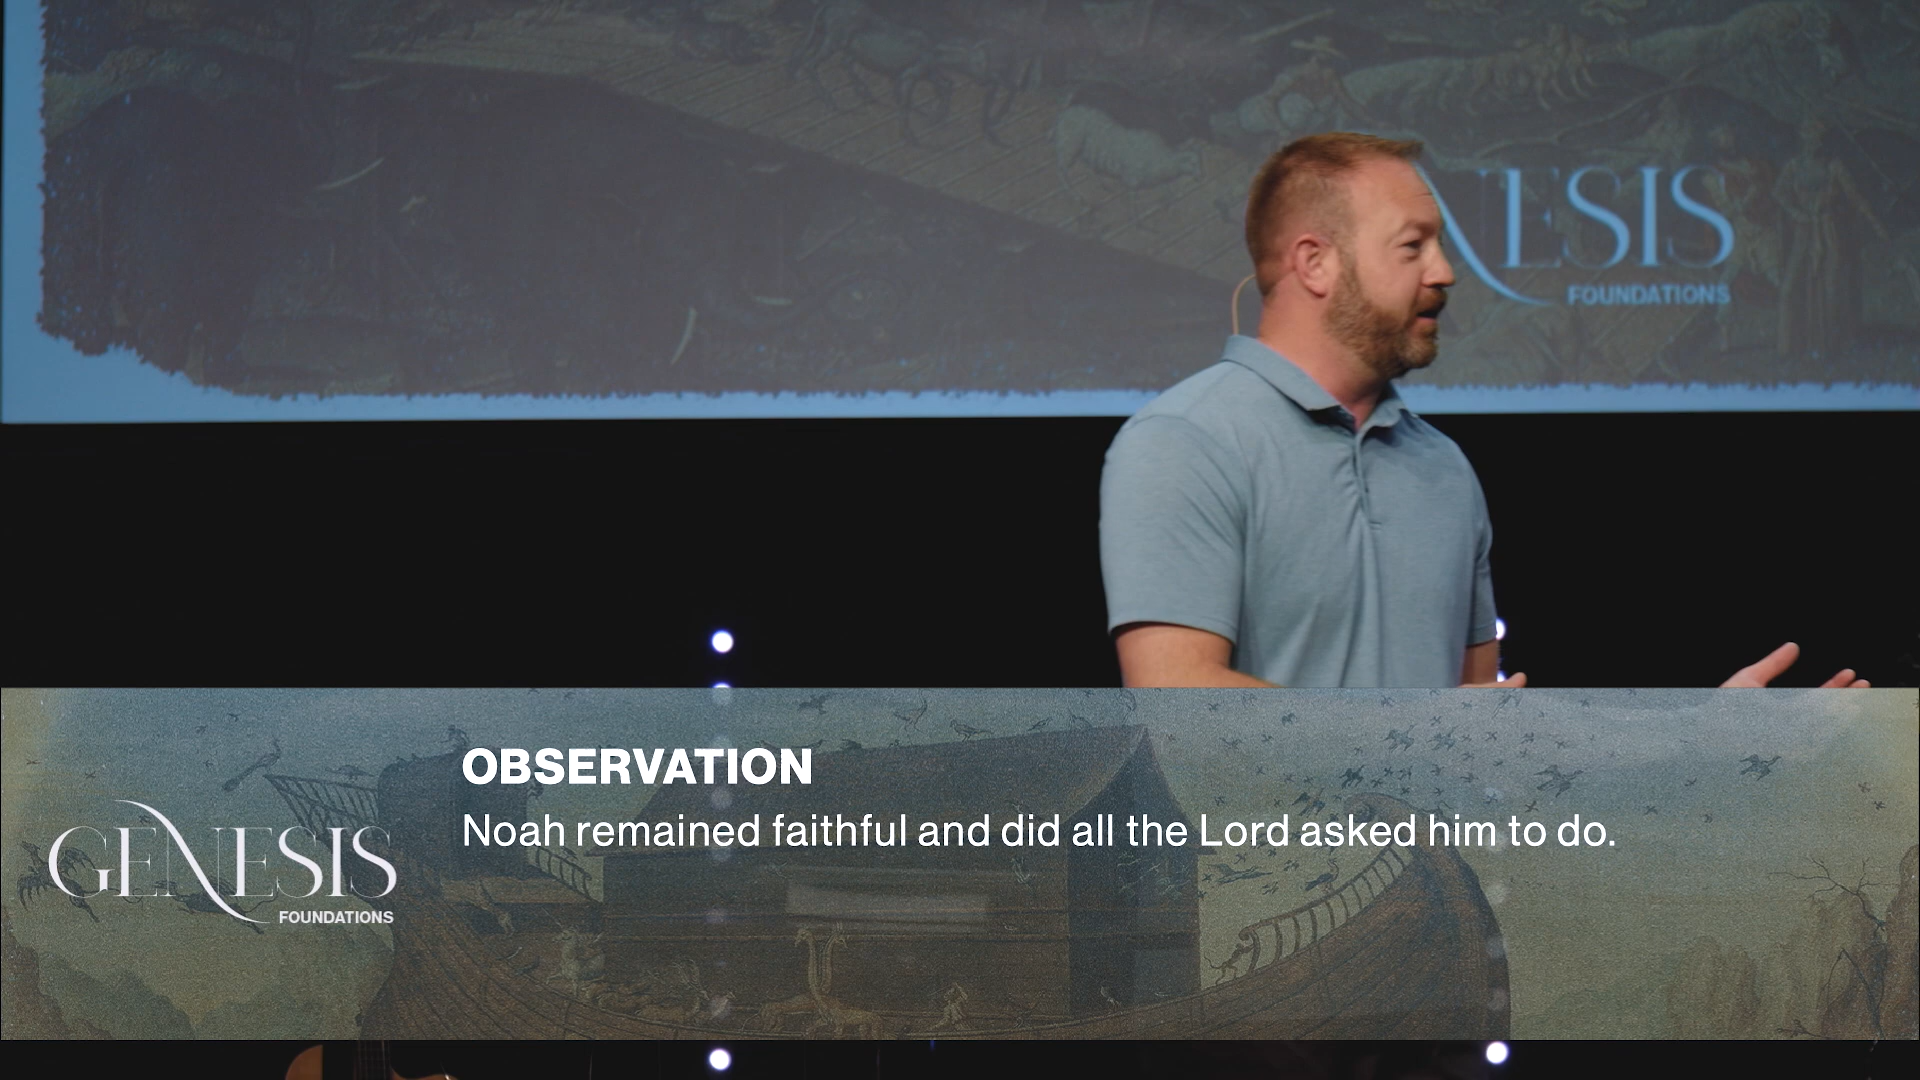 NESIS
FOUNDATIONS
OBSERVATION
Noah remained faithful and did all the Lord asked him to do.
GENESIS
FOUNDATIONS